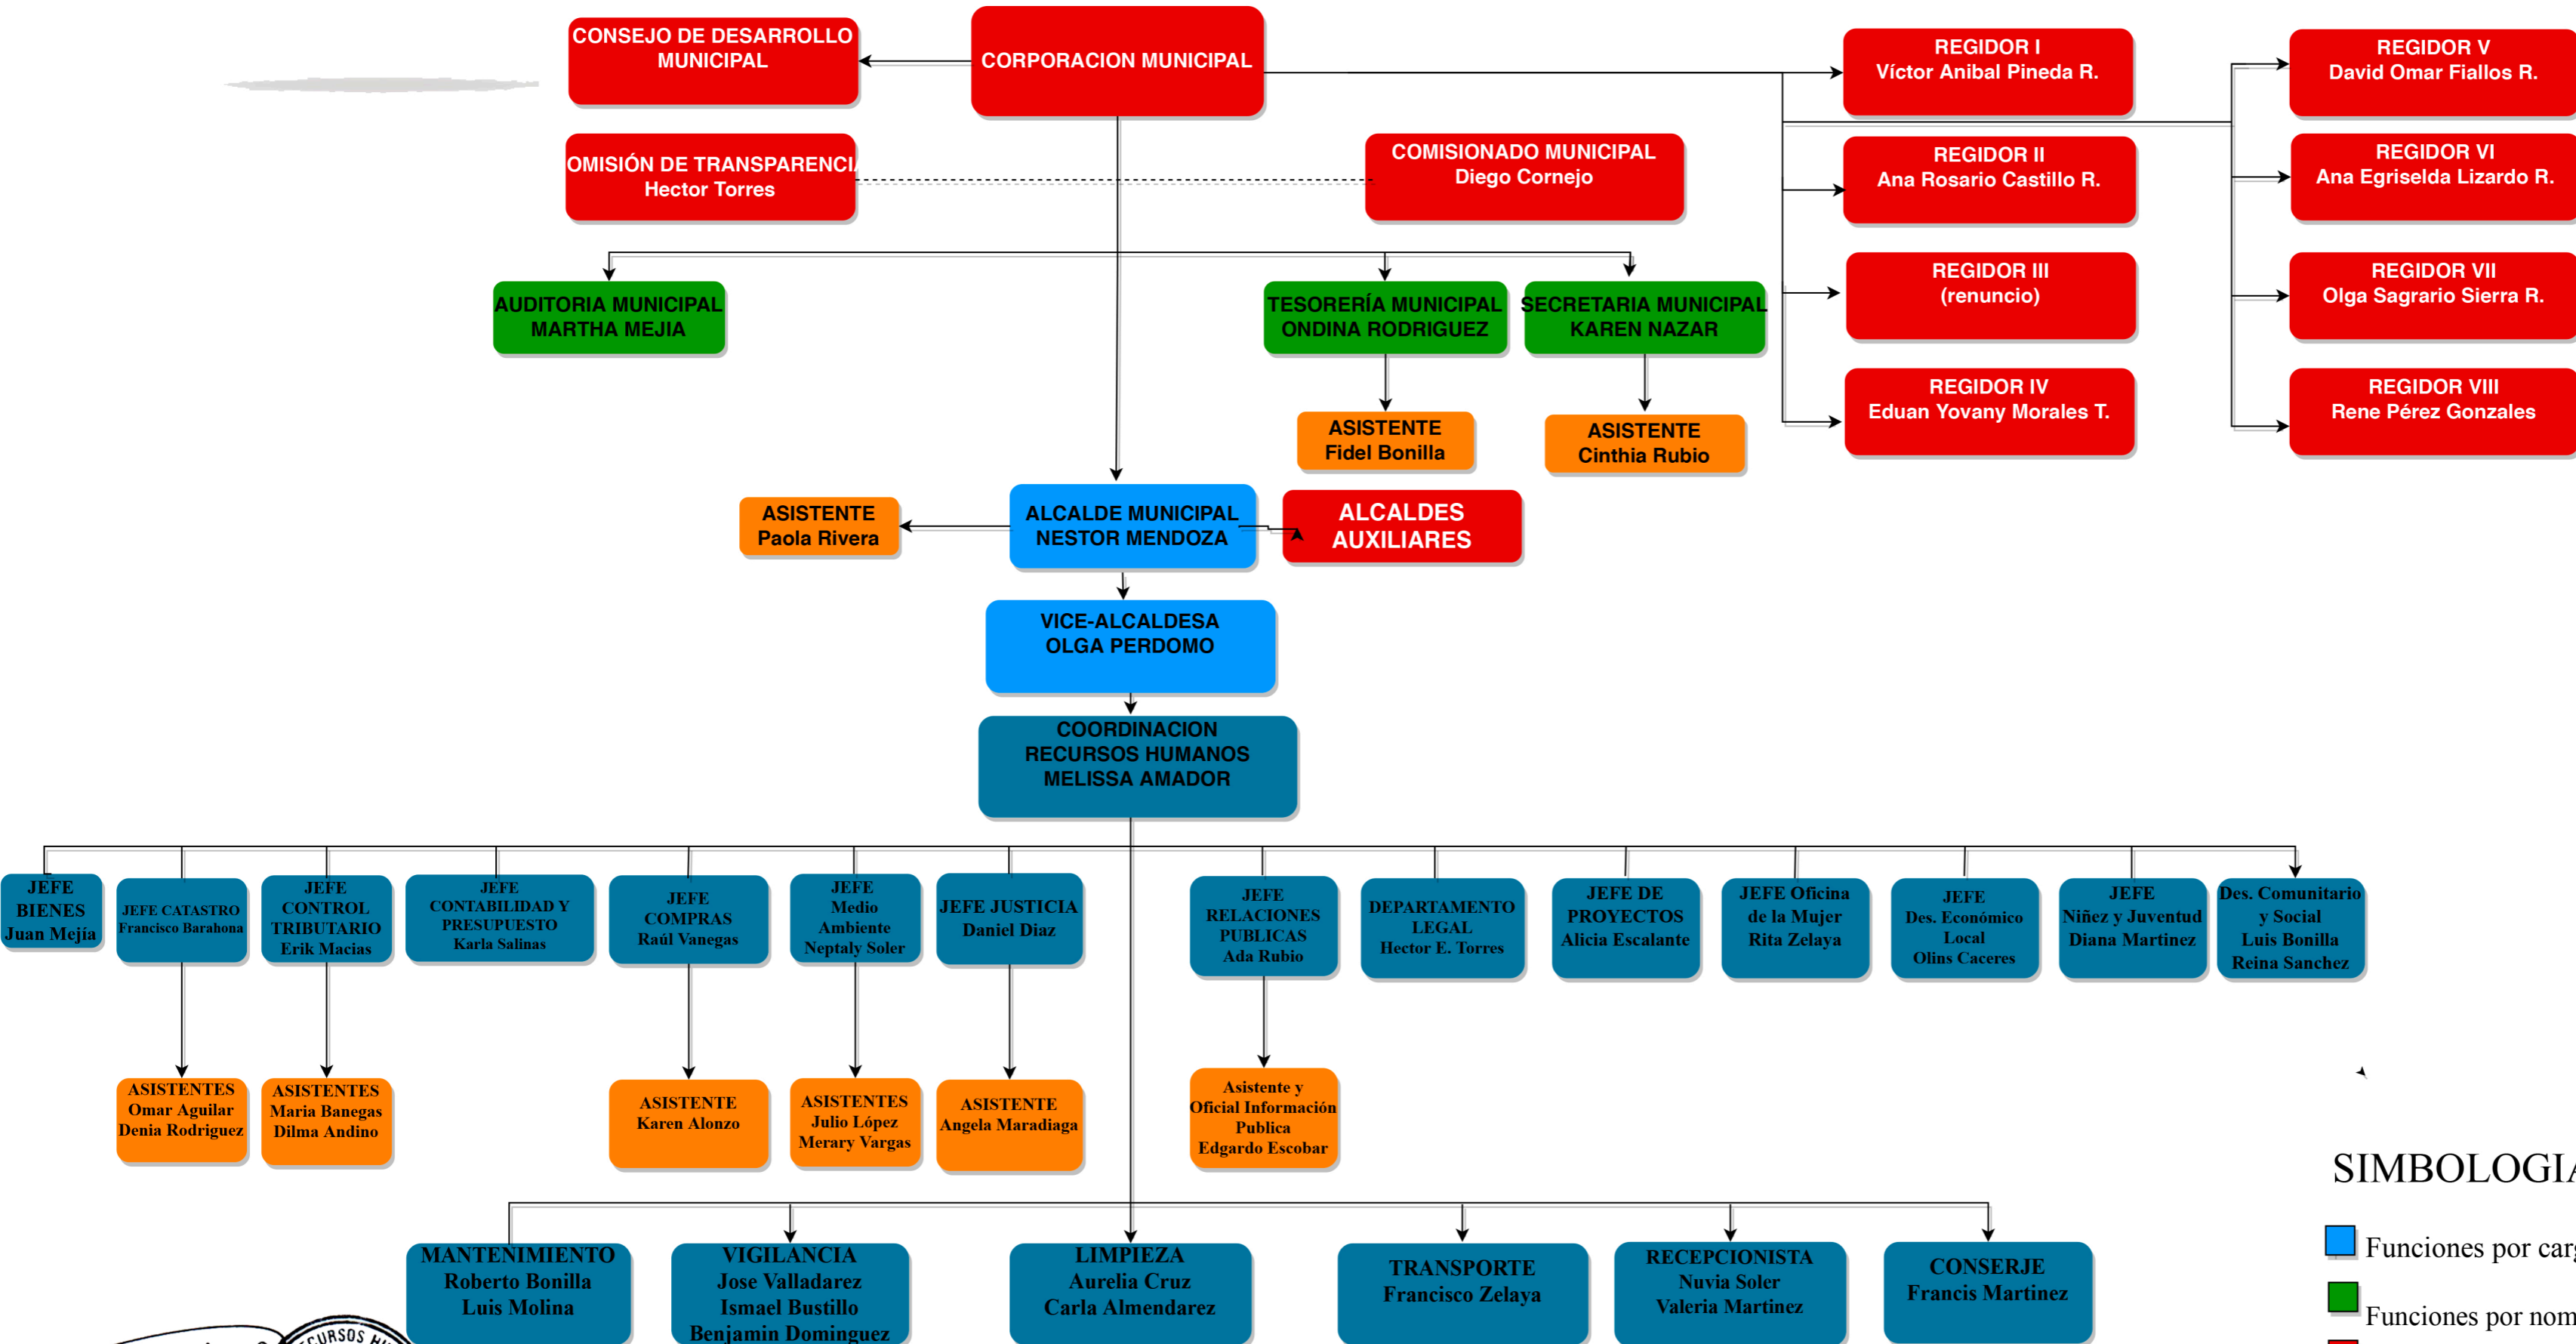 CONSEJO DE DESARROLLO
MUNICIPAL
CORPORACION MUNICIPAL
REGIDOR I
Víctor Anibal Pineda R.
REGIDOR V
David Omar Fiallos R.
OMISIÓN DE TRANSPARENCI
Hector Torres
COMISIONADO MUNICIPAL
Diego Cornejo
REGIDOR II
Ana Rosario Castillo R.
REGIDOR VI
Ana Egriselda Lizardo R.
AUDITORIA MUNICIPAL
MARTHA MEJIA
TESORERÍA MUNICIPAL
ONDINA RODRIGUEZ
SECRETARIA MUNICIPAL
KAREN NAZAR
REGIDOR III
(renuncio)
REGIDOR VII
Olga Sagrario Sierra R.
ASISTENTE
Fidel Bonilla
ASISTENTE
Cinthia Rubio
REGIDOR IV
Eduan Yovany Morales T.
REGIDOR VIII
Rene Pérez Gonzales
ASISTENTE
Paola Rivera
ALCALDE MUNICIPAL
NESTOR MENDOZA
ALCALDES
AUXILIARES
VICE-ALCALDESA
OLGA PERDOMO
COORDINACION
RECURSOS HUMANOS
MELISSA AMADOR
JEFE
BIENES
Juan Mejía
JEFE CATASTRO
Francisco Barahona
JEFE
CONTROL
TRIBUTARIO
Erik Macias
JEFE
CONTABILIDAD Y
PRESUPUESTO
Karla Salinas
JEFE
COMPRAS
Raúl Vanegas
JEFE
Medio
Ambiente
Neptaly Soler
JEFE JUSTICIA
Daniel Diaz
JEFE
RELACIONES
PUBLICAS
Ada Rubio
DEPARTAMENTO
LEGAL
Hector E. Torres
JEFE DE
PROYECTOS
Alicia Escalante
JEFE Oficina
de la Mujer
Rita Zelaya
JEFE
Des. Económico
Local
Olins Caceres
JEFE
Niñez y Juventud
Diana Martinez
Des. Comunitario
y Social
Luis Bonilla
Reina Sanchez
ASISTENTES
Omar Aguilar
Denia Rodriguez
ASISTENTES
Maria Banegas
Dilma Andino
ASISTENTE
Karen Alonzo
ASISTENTES
Julio López
Merary Vargas
ASISTENTE
Angela Maradiaga
Asistente y
Oficial Información
Publica
Edgardo Escobar
MANTENIMIENTO
Roberto Bonilla
Luis Molina
VIGILANCIA
Jose Valladarez
Ismael Bustillo
Benjamin Dominguez
LIMPIEZA
Aurelia Cruz
Carla Almendarez
TRANSPORTE
Francisco Zelaya
RECEPCIONISTA
Nuvia Soler
Valeria Martinez
CONSERJE
Francis Martinez
SIMBOLOGIA
Funciones por carg
Funciones por nom